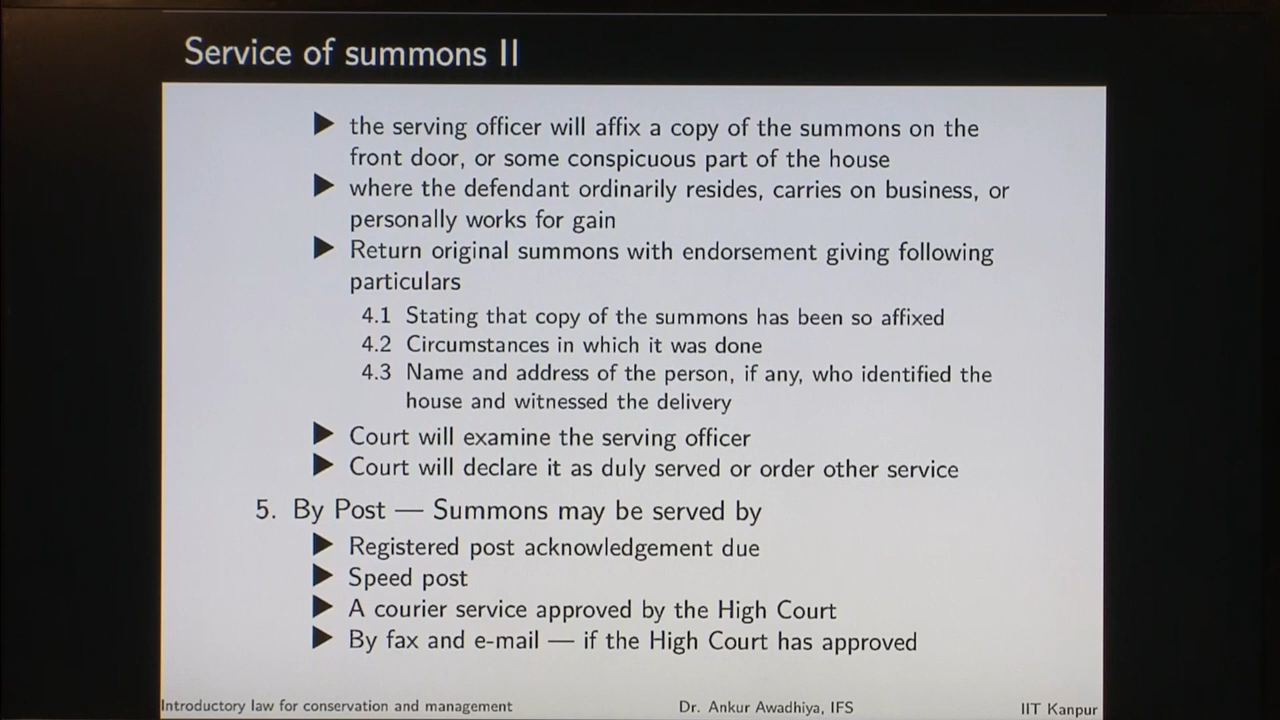 Service of summons II
▶ the serving officer will affix a copy of the summons on the
front door, or some conspicuous part of the house
▶ where the defendant ordinarily resides, carries on business, or
personally works for gain
▶ Return original summons with endorsement giving following
particulars
4.1 Stating that copy of the summons has been so affixed
4.2 Circumstances in which it was done
4.3 Name and address of the person, if any, who identified the
house and witnessed the delivery
▶ Court will examine the serving officer
▶ Court will declare it as duly served or order other service
5. By Post — Summons may be served by
▶ Registered post acknowledgement due
▶ Speed post
▶ A courier service approved by the High Court
▶ By fax and e-mail — if the High Court has approved
Introductory law for conservation and management Dr. Ankur Awadhiya, IFS IIT Kanpur